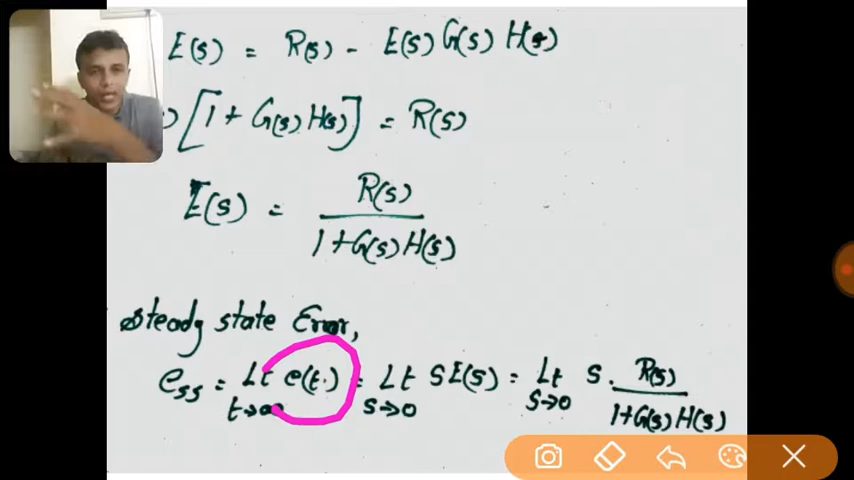 E(s) = R(s) - E(s) G(s) H(s)
) [1 + G(s) H(s)] = R(s)
E(s) = R(s) / 1+G(s) H(s)
Steady state Error,
ess = Lt t→∞ e(t) = Lt s→0 SE(s) = Lt s→0 s. R(s) / 1+G(s) H(s)